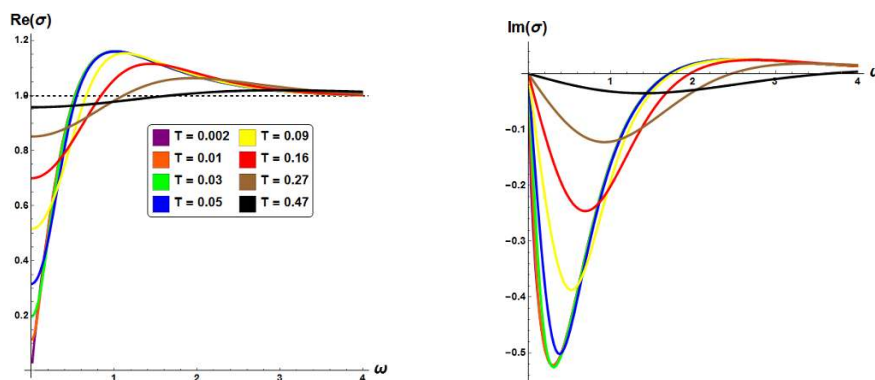 Re(σ)
1.2
1.0
0.8
0.6
0.4
0.2
1
2
3
4
ω
T = 0.002
T = 0.09
T = 0.01
T = 0.16
T = 0.03
T = 0.27
T = 0.05
T = 0.47
Im(σ)
1
2
3
4
ω
-0.1
-0.2
-0.3
-0.4
-0.5